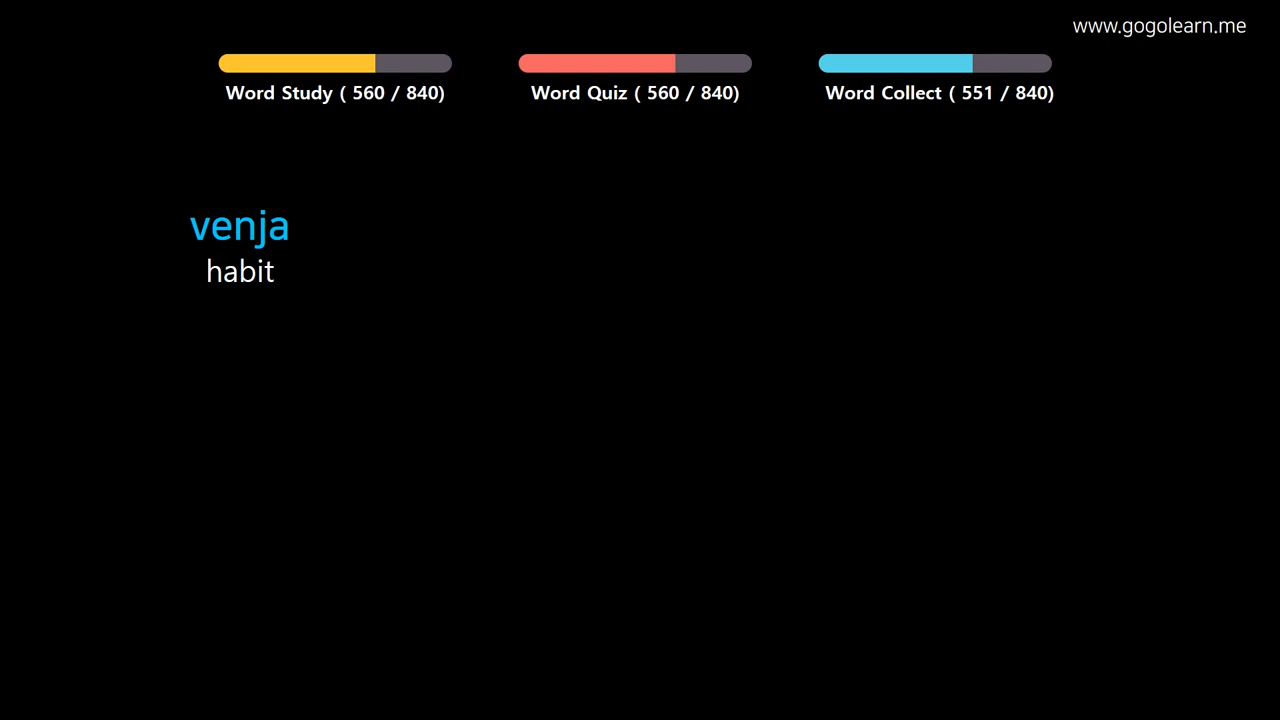 www.gogolearn.me
Word Study ( 560 / 840)
Word Quiz ( 560 / 840)
Word Collect ( 551 / 840)
venja
habit